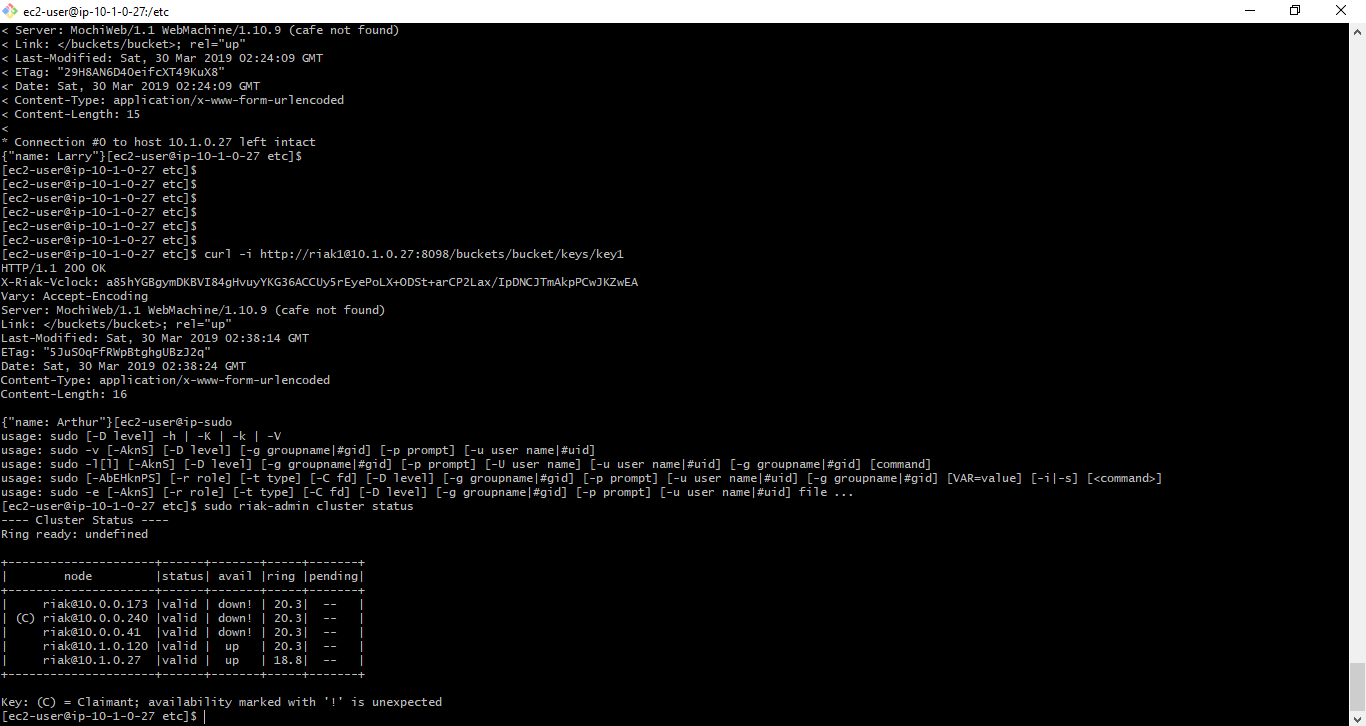 ec2-user@ip-10-1-0-27:/etc
< Server: MochiWeb/1.1 WebMachine/1.10.9 (cafe not found)
< Link: </buckets/bucket>; rel="up"
< Last-Modified: Sat, 30 Mar 2019 02:24:09 GMT
< ETag: "29H8AN6D4OeifcXT49KuX8"
< Date: Sat, 30 Mar 2019 02:24:09 GMT
< Content-Type: application/x-www-form-urlencoded
< Content-Length: 15
<
* Connection #0 to host 10.1.0.27 left intact
{"name: Larry"}[ec2-user@ip-10-1-0-27 etc]$
[ec2-user@ip-10-1-0-27 etc]$
[ec2-user@ip-10-1-0-27 etc]$
[ec2-user@ip-10-1-0-27 etc]$
[ec2-user@ip-10-1-0-27 etc]$
[ec2-user@ip-10-1-0-27 etc]$
[ec2-user@ip-10-1-0-27 etc]$
[ec2-user@ip-10-1-0-27 etc]$ curl -i http://riak1@10.1.0.27:8098/buckets/bucket/keys/key1
HTTP/1.1 200 OK
X-Riak-Vclock: a85hYGBgymDKBVI84gHvuyYKG36ACCUy5rEyePoLX+ODSt+arCP2Lax/IpDNCJTmAkpPCwJKZwEA
Vary: Accept-Encoding
Server: MochiWeb/1.1 WebMachine/1.10.9 (cafe not found)
Link: </buckets/bucket>; rel="up"
Last-Modified: Sat, 30 Mar 2019 02:38:14 GMT
ETag: "5JuSOqFfRWpBtghgUBzJ2q"
Date: Sat, 30 Mar 2019 02:38:24 GMT
Content-Type: application/x-www-form-urlencoded
Content-Length: 16
{"name: Arthur"}[ec2-user@ip-sudo
usage: sudo [-D level] -h | -K | -k | -V
usage: sudo -v [-AknS] [-D level] [-g groupname|#gid] [-p prompt] [-u user name|#uid]
usage: sudo -l[l] [-AknS] [-D level] [-g groupname|#gid] [-p prompt] [-U user name] [-u user name|#uid] [-g groupname|#gid] [command]
usage: sudo [-AbEHknPS] [-r role] [-t type] [-C fd] [-D level] [-g groupname|#gid] [-p prompt] [-u user name|#uid] [-g groupname|#gid] [VAR=value] [-i|-s] [<command>]
usage: sudo -e [-AknS] [-r role] [-t type] [-C fd] [-D level] [-g groupname|#gid] [-p prompt] [-u user name|#uid] file ...
[ec2-user@ip-10-1-0-27 etc]$ sudo riak-admin cluster status
---- Cluster Status ----
Ring ready: undefined
+---------------------+------+-------+-----+-------+
|        node         |status| avail |ring |pending|
+---------------------+------+-------+-----+-------+
|     riak@10.0.0.173 |valid | down! | 20.3|  --   |
| (C) riak@10.0.0.240 |valid | down! | 20.3|  --   |
|     riak@10.0.0.41  |valid | down! | 20.3|  --   |
|     riak@10.1.0.120 |valid |  up   | 20.3|  --   |
|     riak@10.1.0.27  |valid |  up   | 18.8|  --   |
+---------------------+------+-------+-----+-------+
Key: (C) = Claimant; availability marked with '!' is unexpected
[ec2-user@ip-10-1-0-27 etc]$